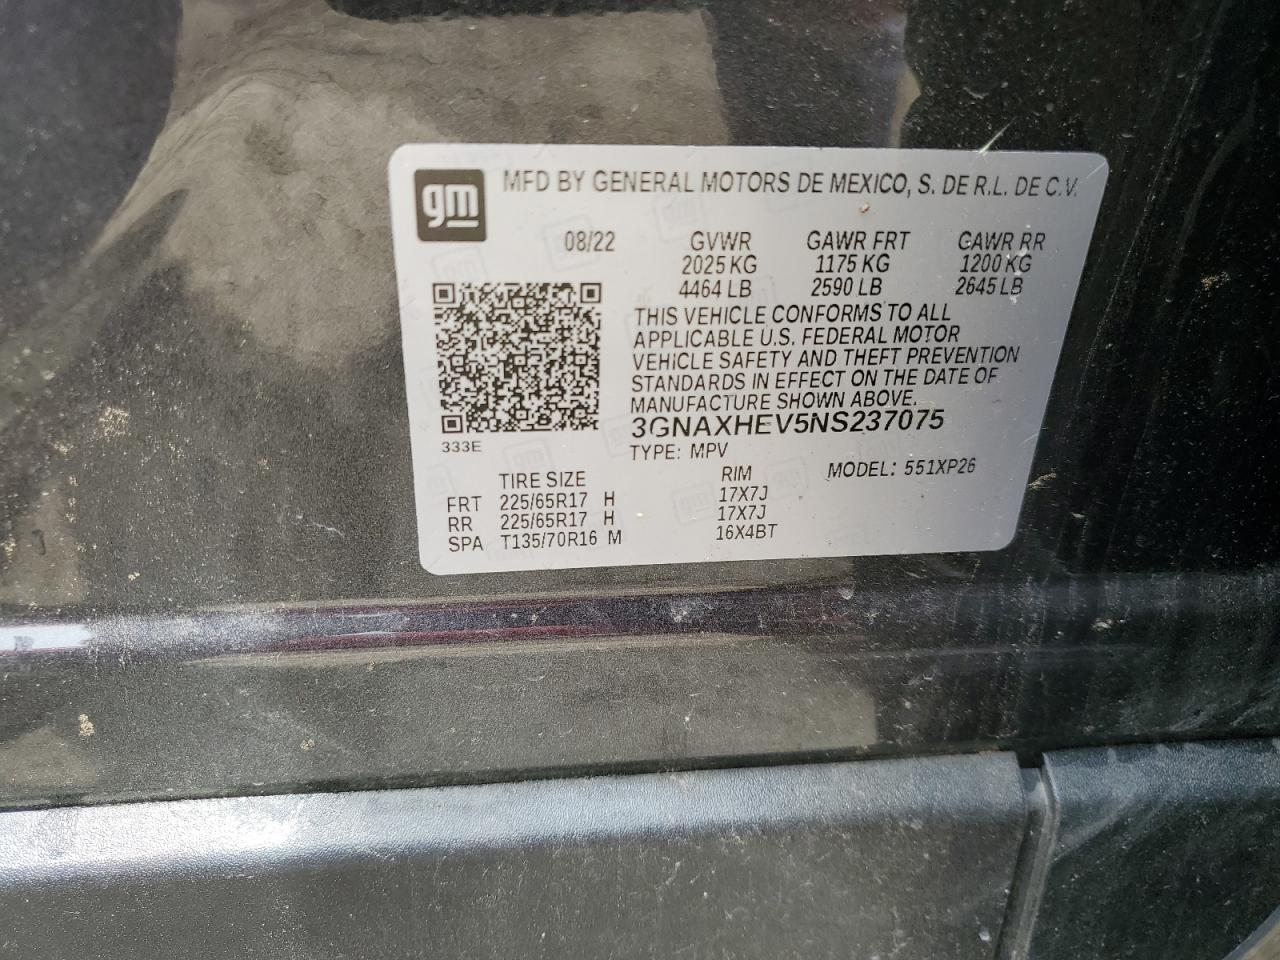 gm MFD BY GENERAL MOTORS DE MEXICO, S. DE R.L. DE C.V.
08/22 GVWR GAWR FRT GAWR RR
2025 KG 1175 KG 1200 KG
4464 LB 2590 LB 2645 LB
THIS VEHICLE CONFORMS TO ALL
APPLICABLE U.S. FEDERAL MOTOR
VEHICLE SAFETY AND THEFT PREVENTION
STANDARDS IN EFFECT ON THE DATE OF
MANUFACTURE SHOWN ABOVE.
3GNAXHEV5NS237075
333E
TYPE: MPV
MODEL: 551XP26
TIRE SIZE RIM
FRT 225/65R17 H 17X7J
RR 225/65R17 H 17X7J
SPA T135/70R16 M 16X4BT